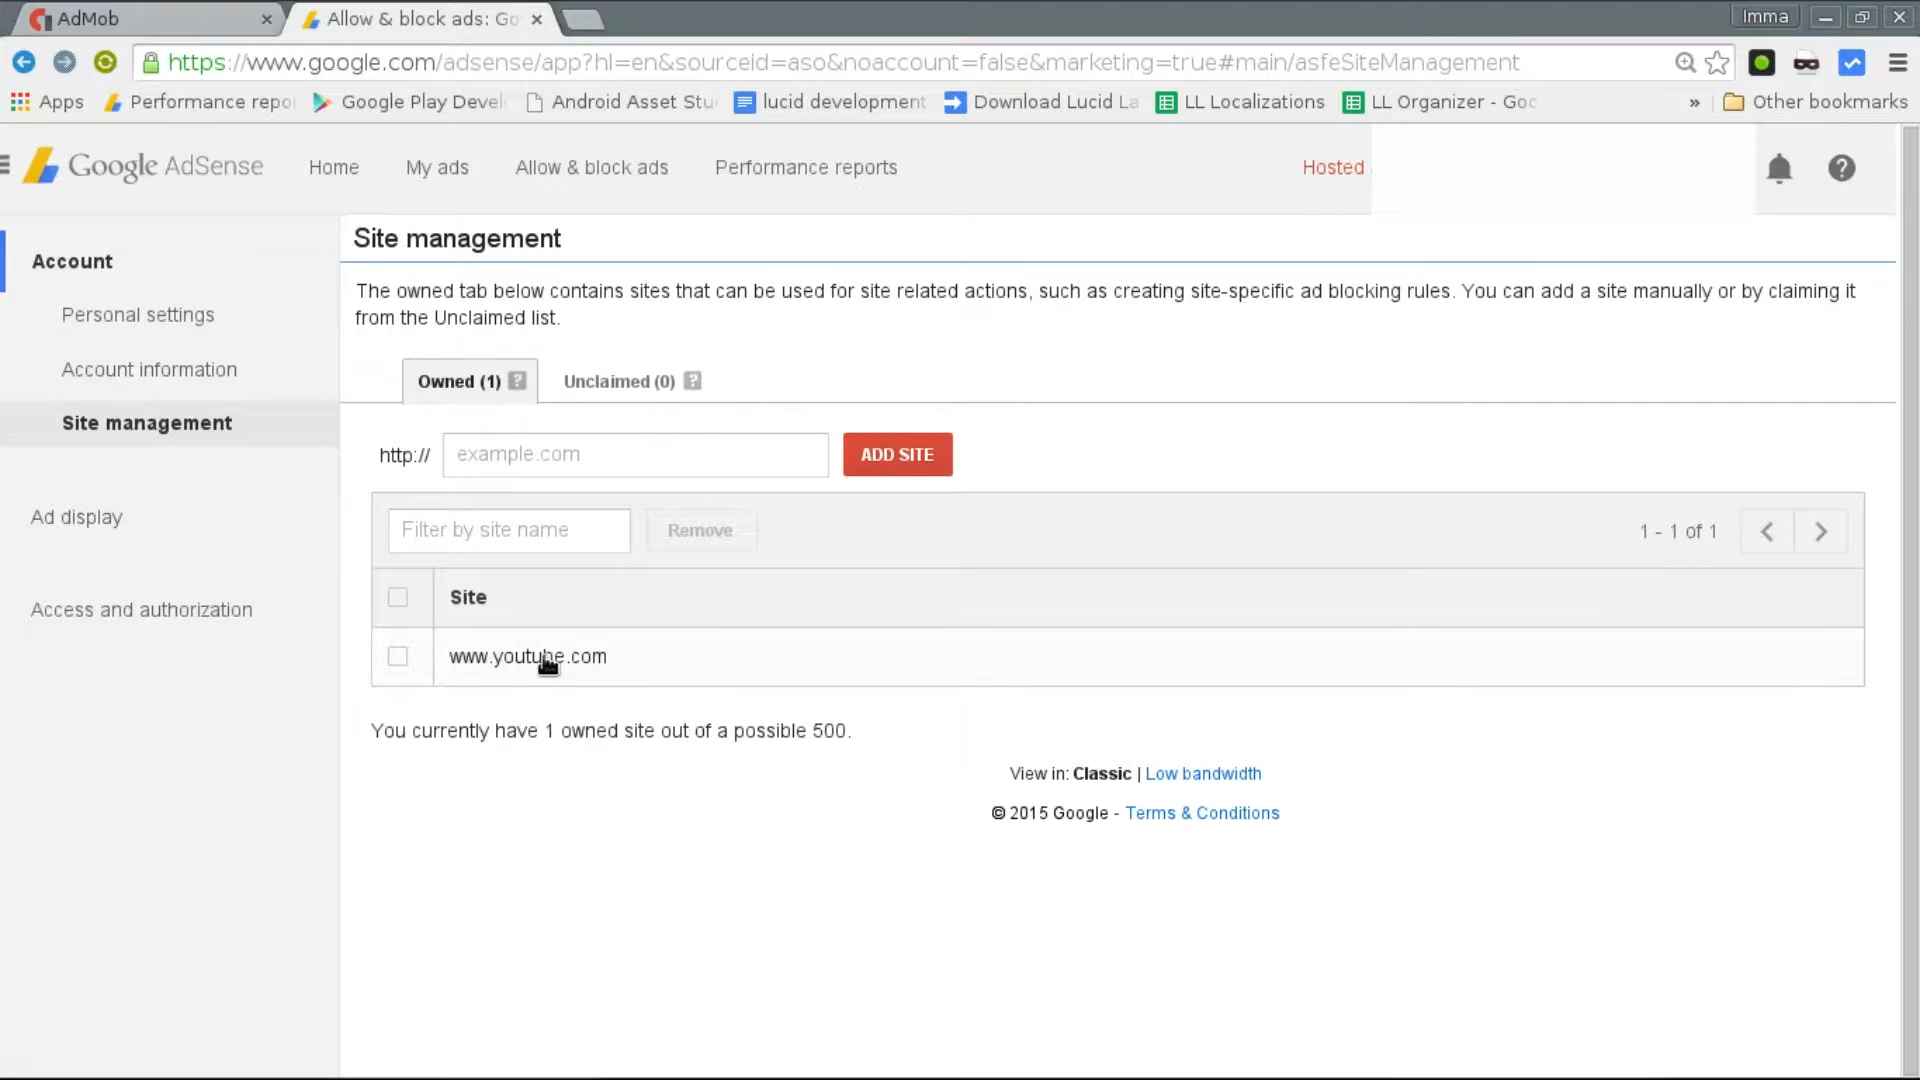 AdMob
Allow & block ads: Go
Imma
https://www.google.com/adsense/app?hl=en&sourceid=aso&noaccount=false&marketing=true#main/asfeSiteManagement
Apps
Performance repo
Google Play Devel
Android Asset Stu
lucid development
Download Lucid La
LL Localizations
LL Organizer - Goo
»
Other bookmarks
Google AdSense
Home
My ads
Allow & block ads
Performance reports
Hosted
Account
Personal settings
Account information
Site management
Ad display
Access and authorization
Site management
The owned tab below contains sites that can be used for site related actions, such as creating site-specific ad blocking rules. You can add a site manually or by claiming it
from the Unclaimed list.
Owned (1) ?
Unclaimed (0) ?
http://
example.com
ADD SITE
Filter by site name
Remove
1 - 1 of 1
Site
www.youtube.com
You currently have 1 owned site out of a possible 500.
View in: Classic | Low bandwidth
© 2015 Google - Terms & Conditions